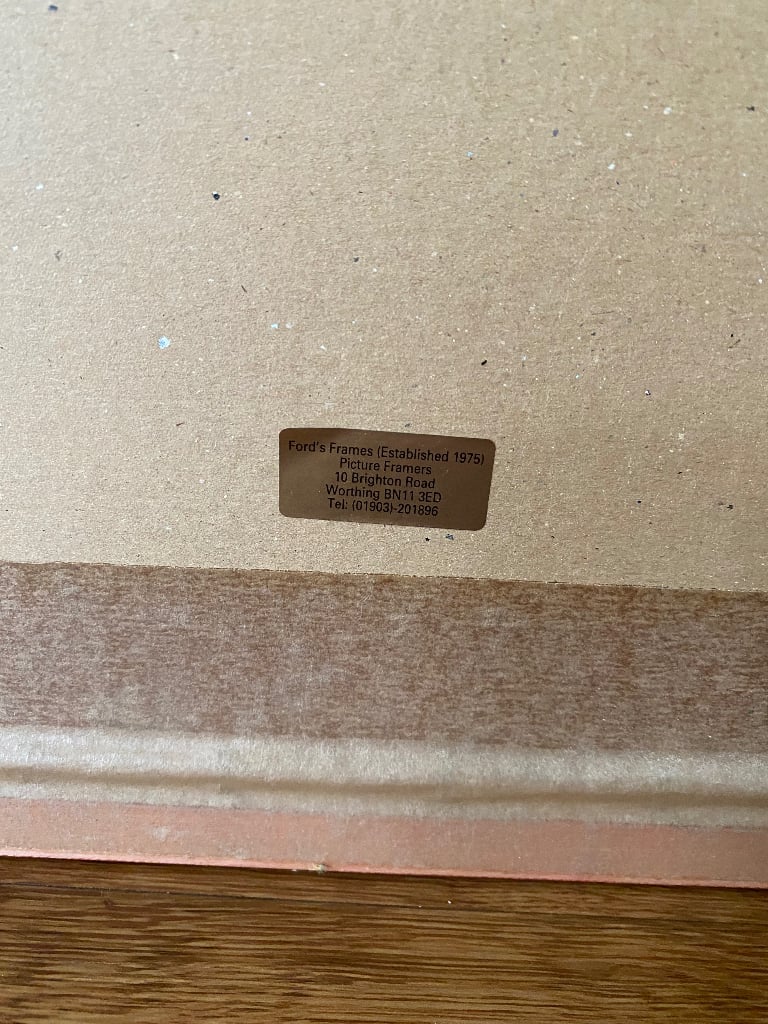 Ford's Frames (Established 1975)
Picture Framers
10 Brighton Road
Worthing BN11 3ED
Tel: (01903)-201896